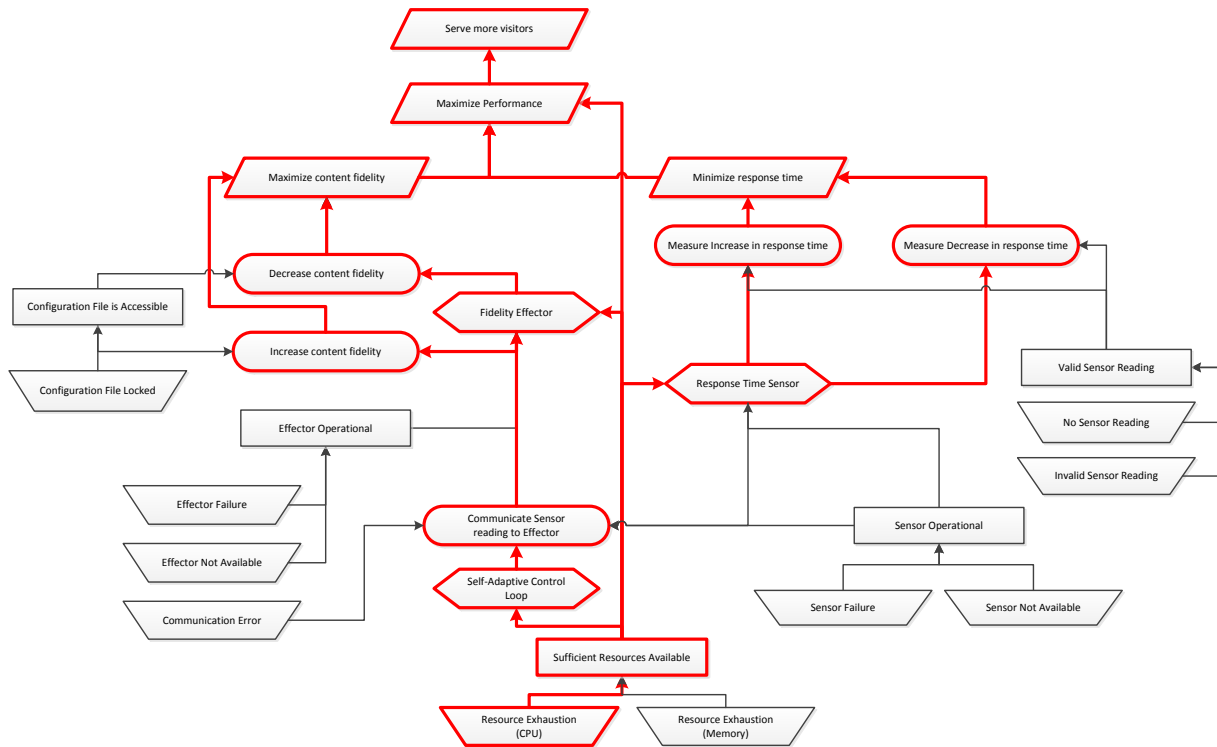 Serve more visitors
Maximize Performance
Maximize content fidelity
Minimize response time
Measure Increase in response time
Measure Decrease in response time
Decrease content fidelity
Configuration File is Accessible
Fidelity Effector
Increase content fidelity
Valid Sensor Reading
Configuration File Locked
Response Time Sensor
No Sensor Reading
Effector Operational
Invalid Sensor Reading
Effector Failure
Communicate Sensor
reading to Effector
Sensor Operational
Effector Not Available
Self-Adaptive Control
Loop
Sensor Failure
Sensor Not Available
Communication Error
Sufficient Resources Available
Resource Exhaustion
(CPU)
Resource Exhaustion
(Memory)